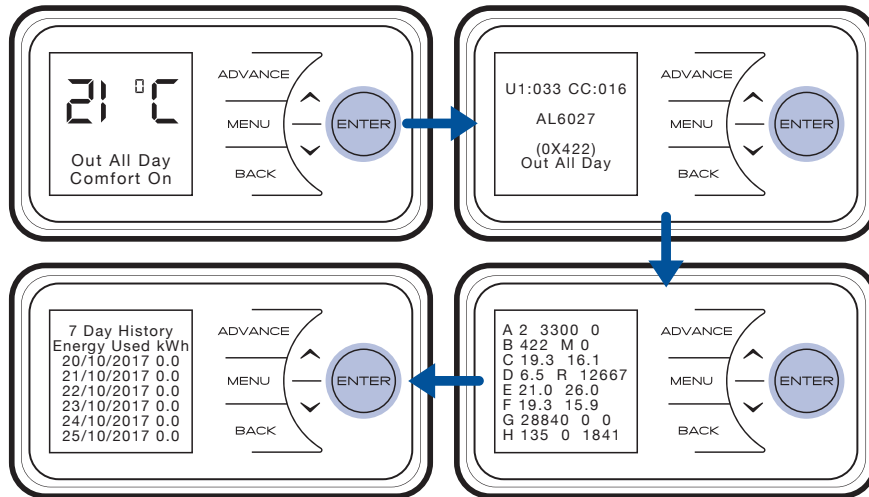 21 °C
Out All Day
Comfort On
ADVANCE
MENU
BACK
ENTER
U1:033 CC:016
AL6027
(0X422)
Out All Day
ADVANCE
MENU
BACK
ENTER
7 Day History
Energy Used kWh
20/10/2017 0.0
21/10/2017 0.0
22/10/2017 0.0
23/10/2017 0.0
24/10/2017 0.0
25/10/2017 0.0
ADVANCE
MENU
BACK
ENTER
A 2 3300 0
B 422 M 0
C 19.3 16.1
D 6.5 R 12667
E 21.0 26.0
F 19.3 15.9
G 28840 0 0
H 135 0 1841
ADVANCE
MENU
BACK
ENTER